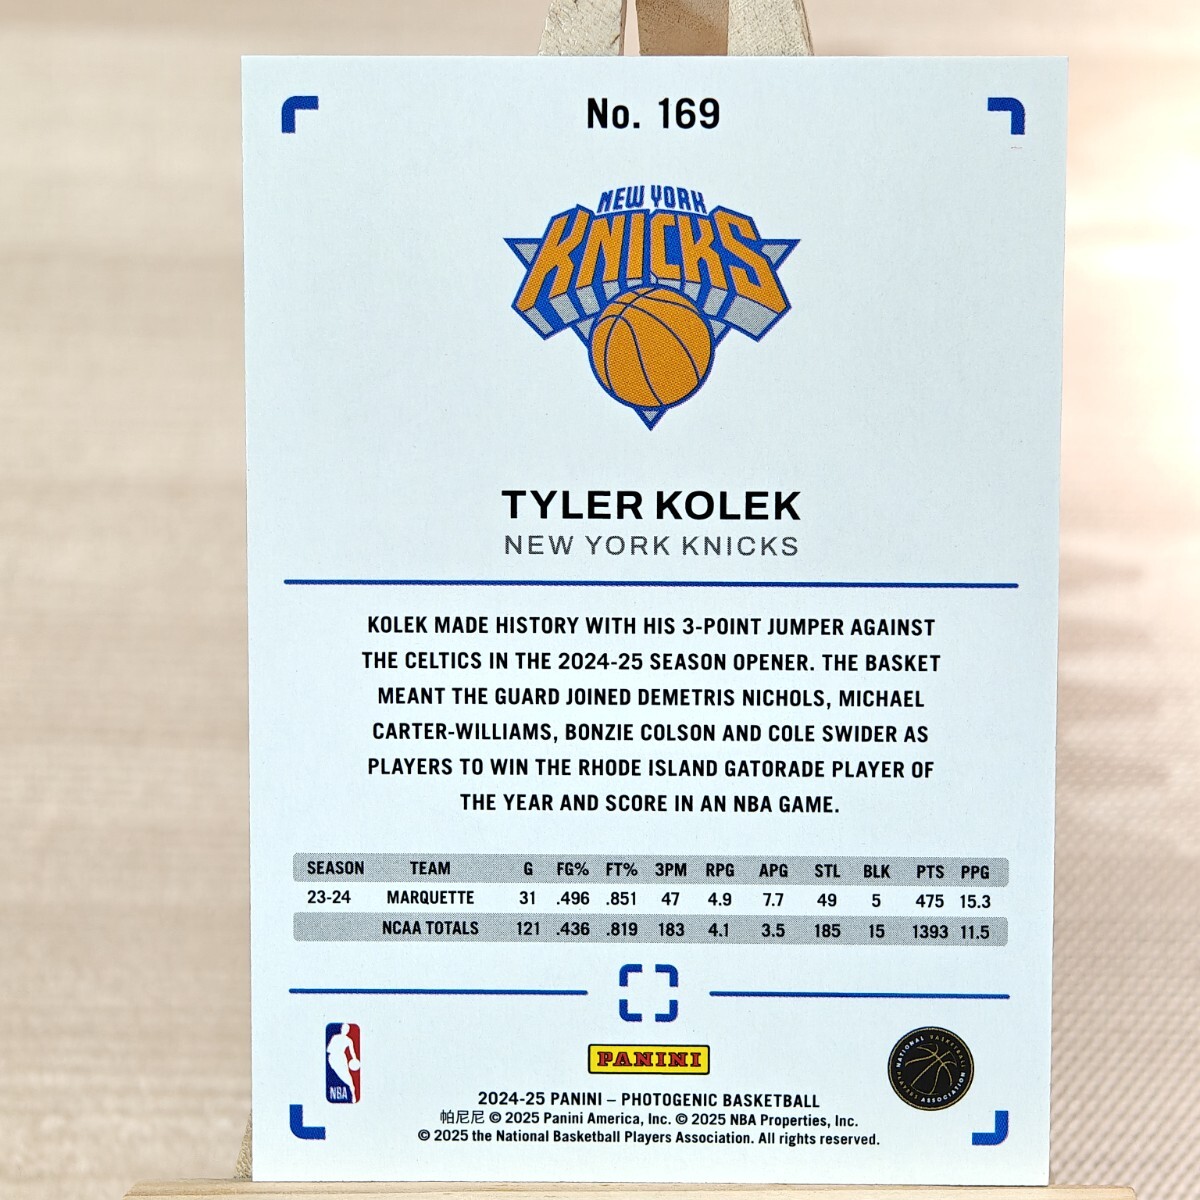 No. 169
NEW YORK
KNICKS
TYLER KOLEK
NEW YORK KNICKS
KOLEK MADE HISTORY WITH HIS 3-POINT JUMPER AGAINST
THE CELTICS IN THE 2024-25 SEASON OPENER. THE BASKET
MEANT THE GUARD JOINED DEMETRIS NICHOLS, MICHAEL
CARTER-WILLIAMS, BONZIE COLSON AND COLE SWIDER AS
PLAYERS TO WIN THE RHODE ISLAND GATORADE PLAYER OF
THE YEAR AND SCORE IN AN NBA GAME.
SEASON TEAM G FG% FT% 3PM RPG APG STL BLK PTS PPG
23-24 MARQUETTE 31 .496 .851 47 4.9 7.7 49 5 475 15.3
NCAA TOTALS 121 .436 .819 183 4.1 3.5 185 15 1393 11.5
NBA
PANINI
NATIONAL BASKETBALL PLAYERS ASSOCIATION
2024-25 PANINI – PHOTOGENIC BASKETBALL
帕尼尼 © 2025 Panini America, Inc. © 2025 NBA Properties, Inc.
© 2025 the National Basketball Players Association. All rights reserved.